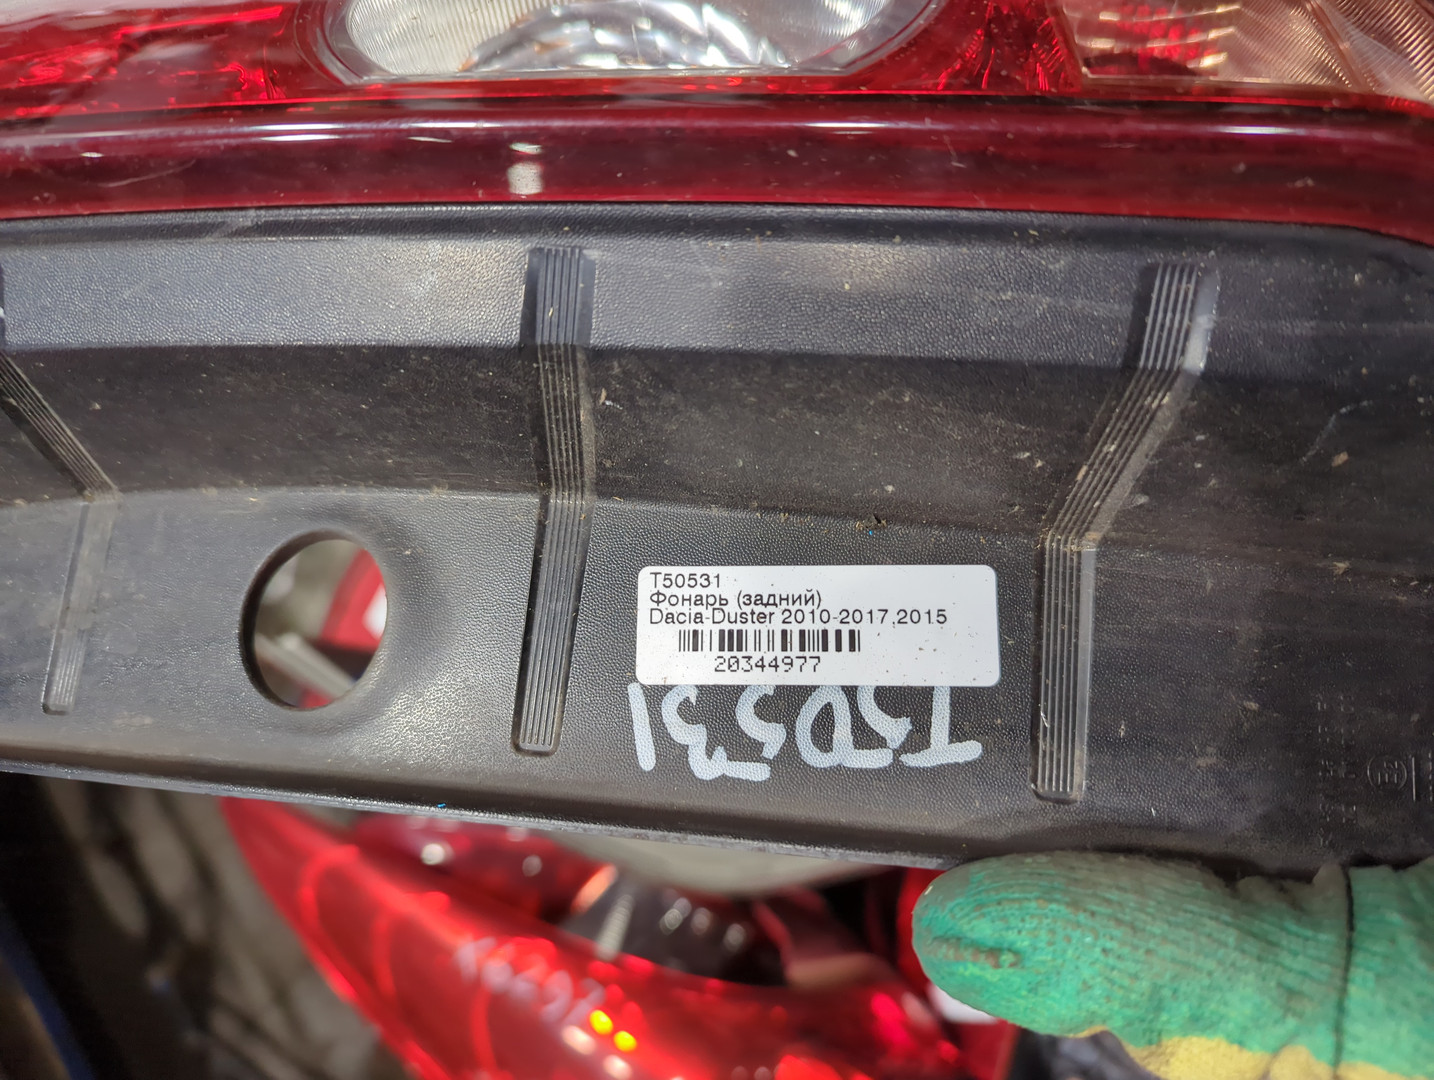 T50531
Фонарь (задний)
Dacia-Duster 2010-2017,2015
20344977
T50531